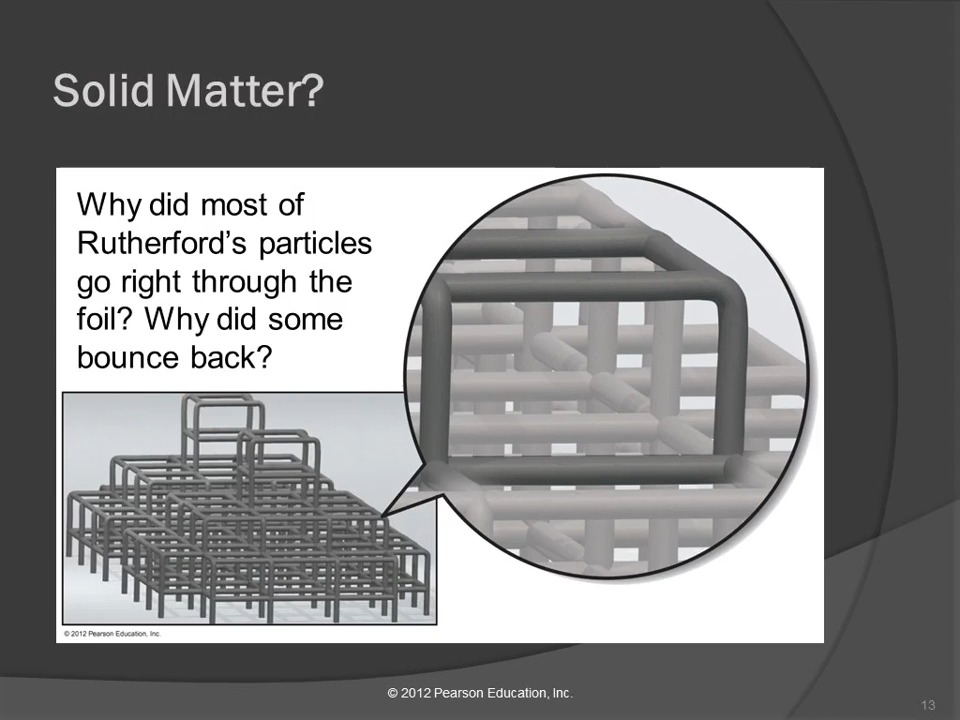 Solid Matter?
Why did most of
Rutherford’s particles
go right through the
foil? Why did some
bounce back?
© 2012 Pearson Education, Inc.
© 2012 Pearson Education, Inc.
13